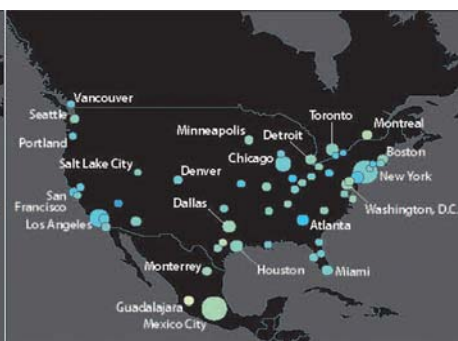 Vancouver
Seattle
Portland
Salt Lake City
San
Francisco
Los Angeles
Minneapolis
Denver
Chicago
Detroit
Toronto
Montreal
Boston
New York
Washington, D.C.
Dallas
Atlanta
Houston
Miami
Monterrey
Guadalajara
Mexico City